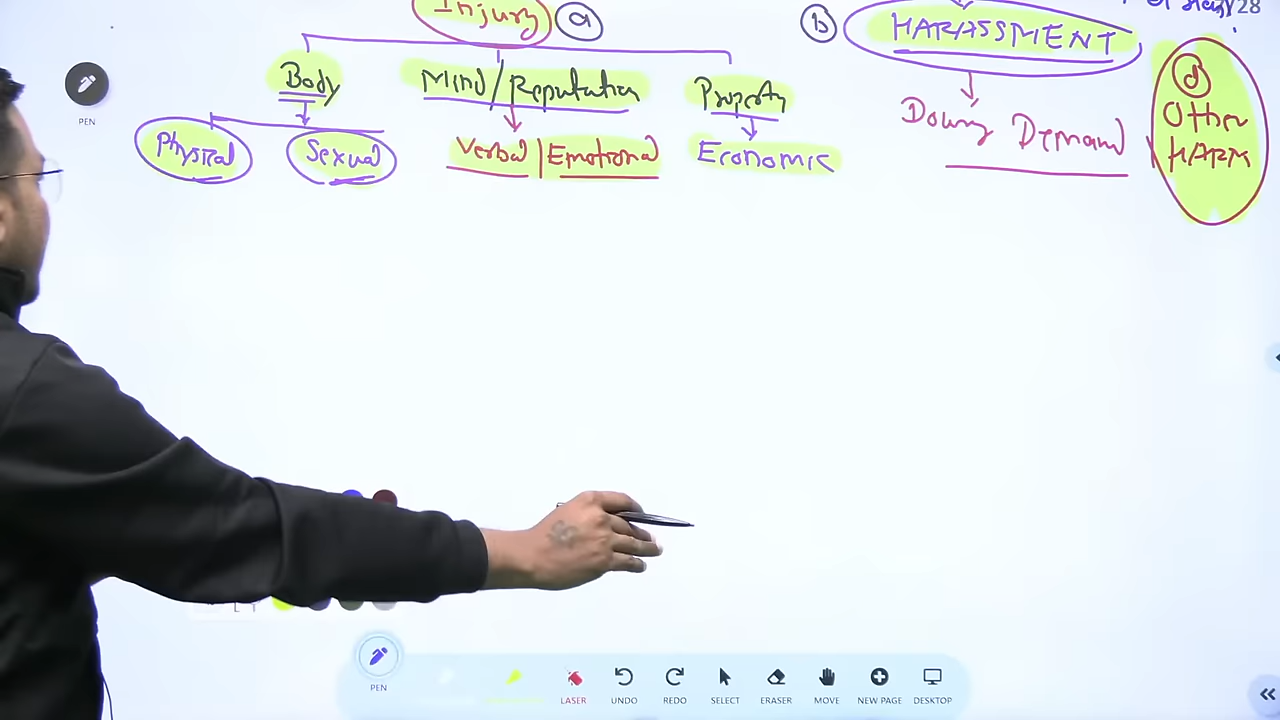 Injury (a)
(b) HARASSMENT
28
Body
Mind/Reputation
Property
Dowry Demand
(d)
Other
HARM
Physical
Sexual
Verbal | Emotional
Economic
PEN
PEN
LASER
UNDO
REDO
SELECT
ERASER
MOVE
NEW PAGE
DESKTOP